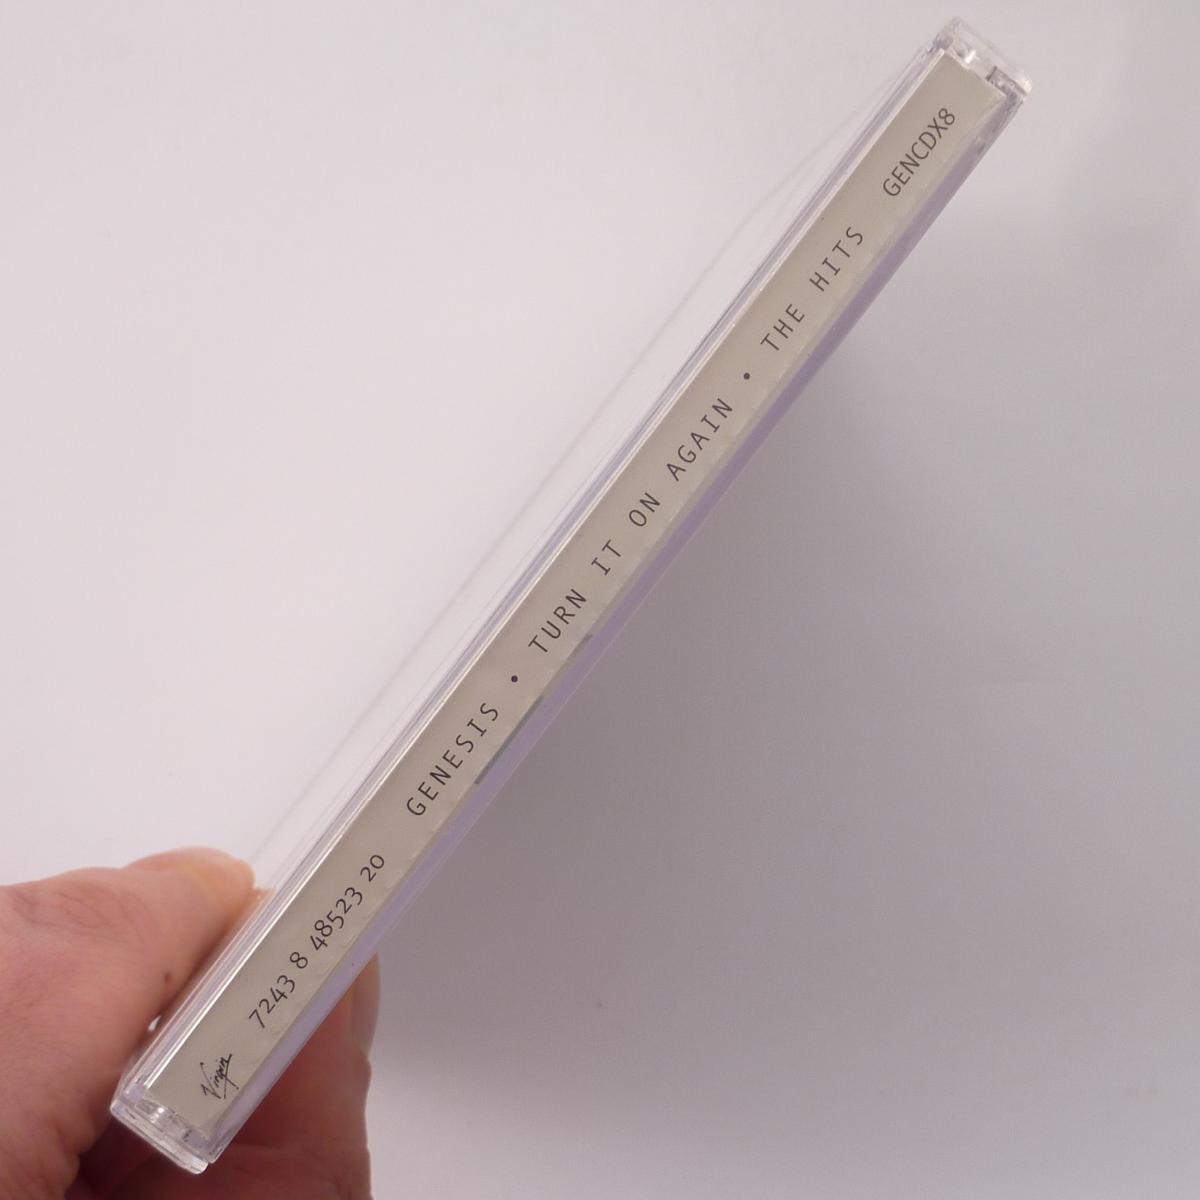 Virgin 7243 8 48523 20 GENESIS • TURN IT ON AGAIN • THE HITS GENCDX8